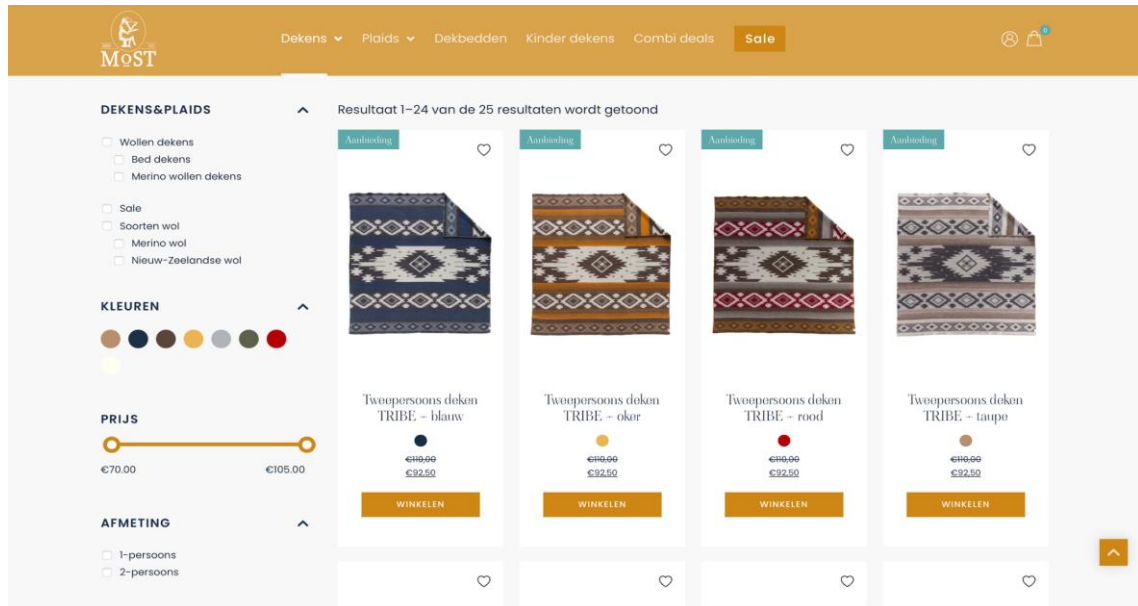 MOST
Dekens
Plaids
Dekbedden
Kinder dekens
Combi deals
Sale
0
DEKENS&PLAIDS
Wollen dekens
Bed dekens
Merino wollen dekens
Sale
Soorten wol
Merino wol
Nieuw-Zeelandse wol
KLEUREN
PRIJS
€70.00 €105.00
AFMETING
1-persoons
2-persoons
Resultaat 1–24 van de 25 resultaten wordt getoond
Aanbieding
Tweepersoons deken
TRIBE – blauw
€110,00
€92,50
WINKELEN
Aanbieding
Tweepersoons deken
TRIBE – oker
€110,00
€92,50
WINKELEN
Aanbieding
Tweepersoons deken
TRIBE – rood
€110,00
€92,50
WINKELEN
Aanbieding
Tweepersoons deken
TRIBE – taupe
€110,00
€92,50
WINKELEN